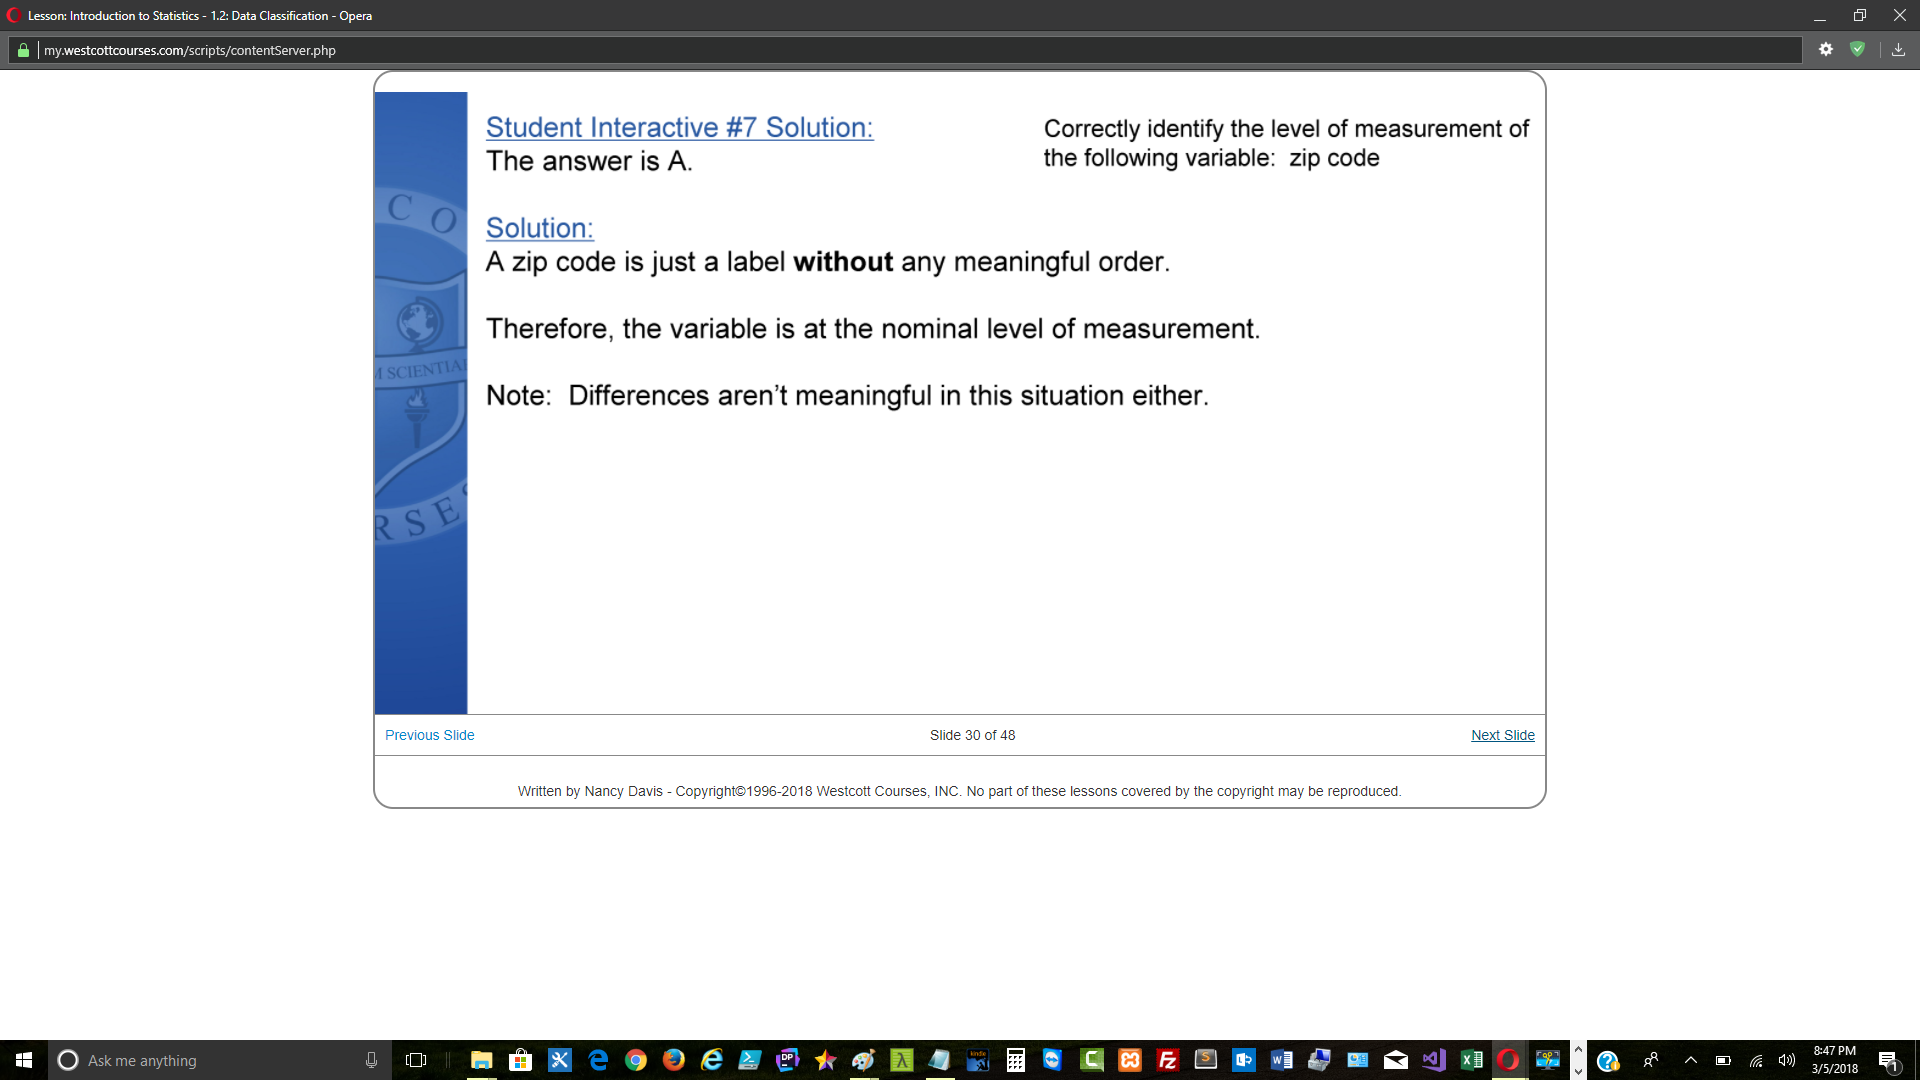 Lesson: Introduction to Statistics - 1.2: Data Classification - Opera
my.westcottcourses.com/scripts/contentServer.php
Student Interactive #7 Solution:
The answer is A.
Correctly identify the level of measurement of
the following variable:  zip code
Solution:
A zip code is just a label without any meaningful order.
Therefore, the variable is at the nominal level of measurement.
Note:  Differences aren't meaningful in this situation either.
C O
M SCIENTIA
RSES
Previous Slide
Slide 30 of 48
Next Slide
Written by Nancy Davis - Copyright©1996-2018 Westcott Courses, INC. No part of these lessons covered by the copyright may be reproduced.
Ask me anything
DP
kindle
8:47 PM
3/5/2018
1